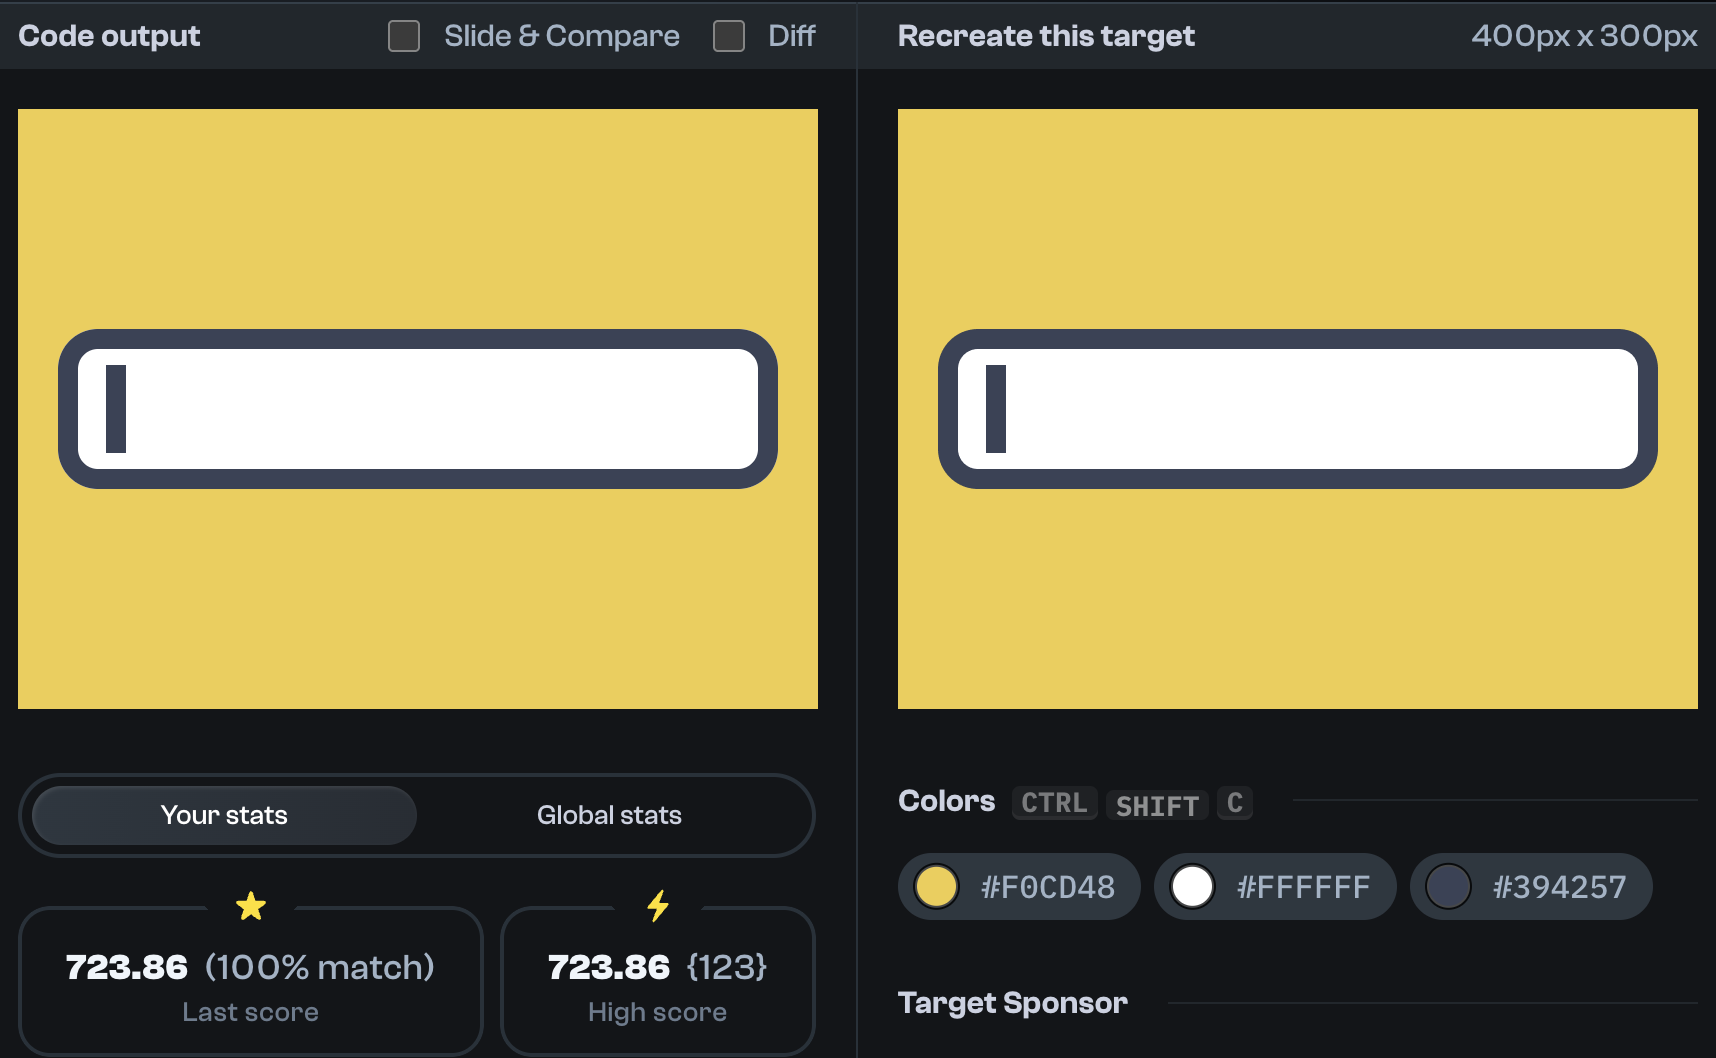 Code output
Slide & Compare
Diff
Recreate this target
400px x 300px
Your stats
Global stats
723.86 (100% match)
Last score
723.86 {123}
High score
Colors CTRL SHIFT C
#F0CD48
#FFFFFF
#394257
Target Sponsor